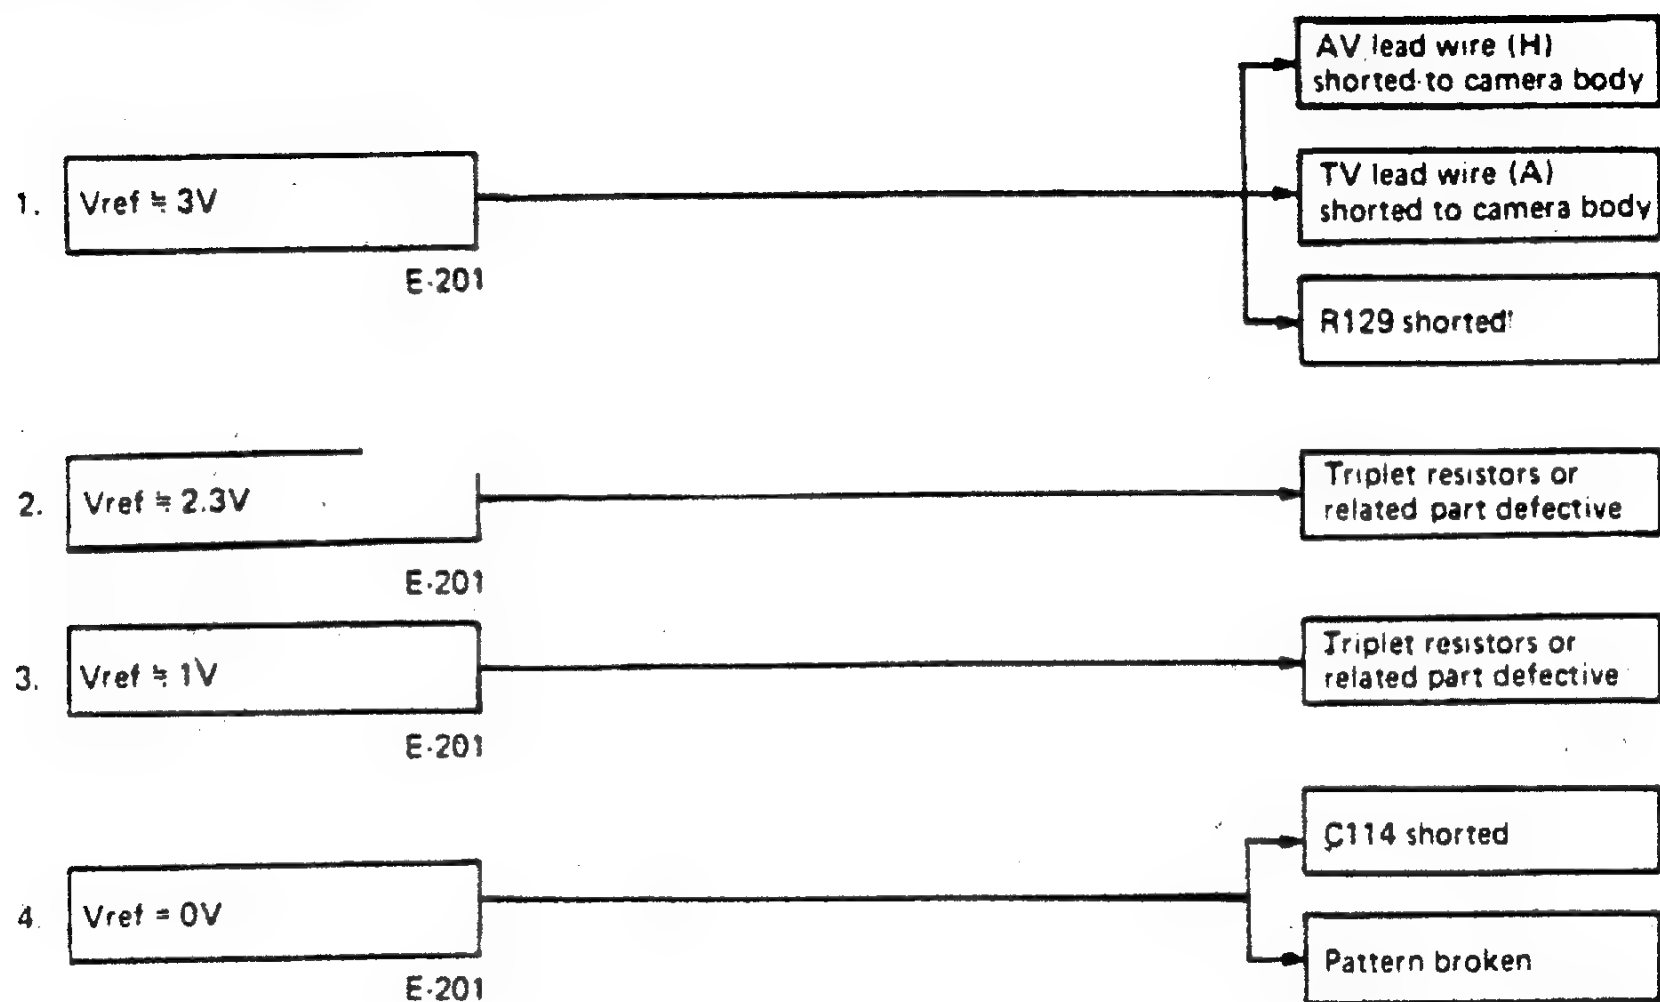 AV lead wire (H)
shorted to camera body
1.
Vref ≒ 3V
TV lead wire (A)
shorted to camera body
E-201
R129 shorted
2.
Vref ≒ 2.3V
Triplet resistors or
related part defective
E-201
3.
Vref ≒ 1V
Triplet resistors or
related part defective
E-201
C114 shorted
4.
Vref = 0V
Pattern broken
E-201